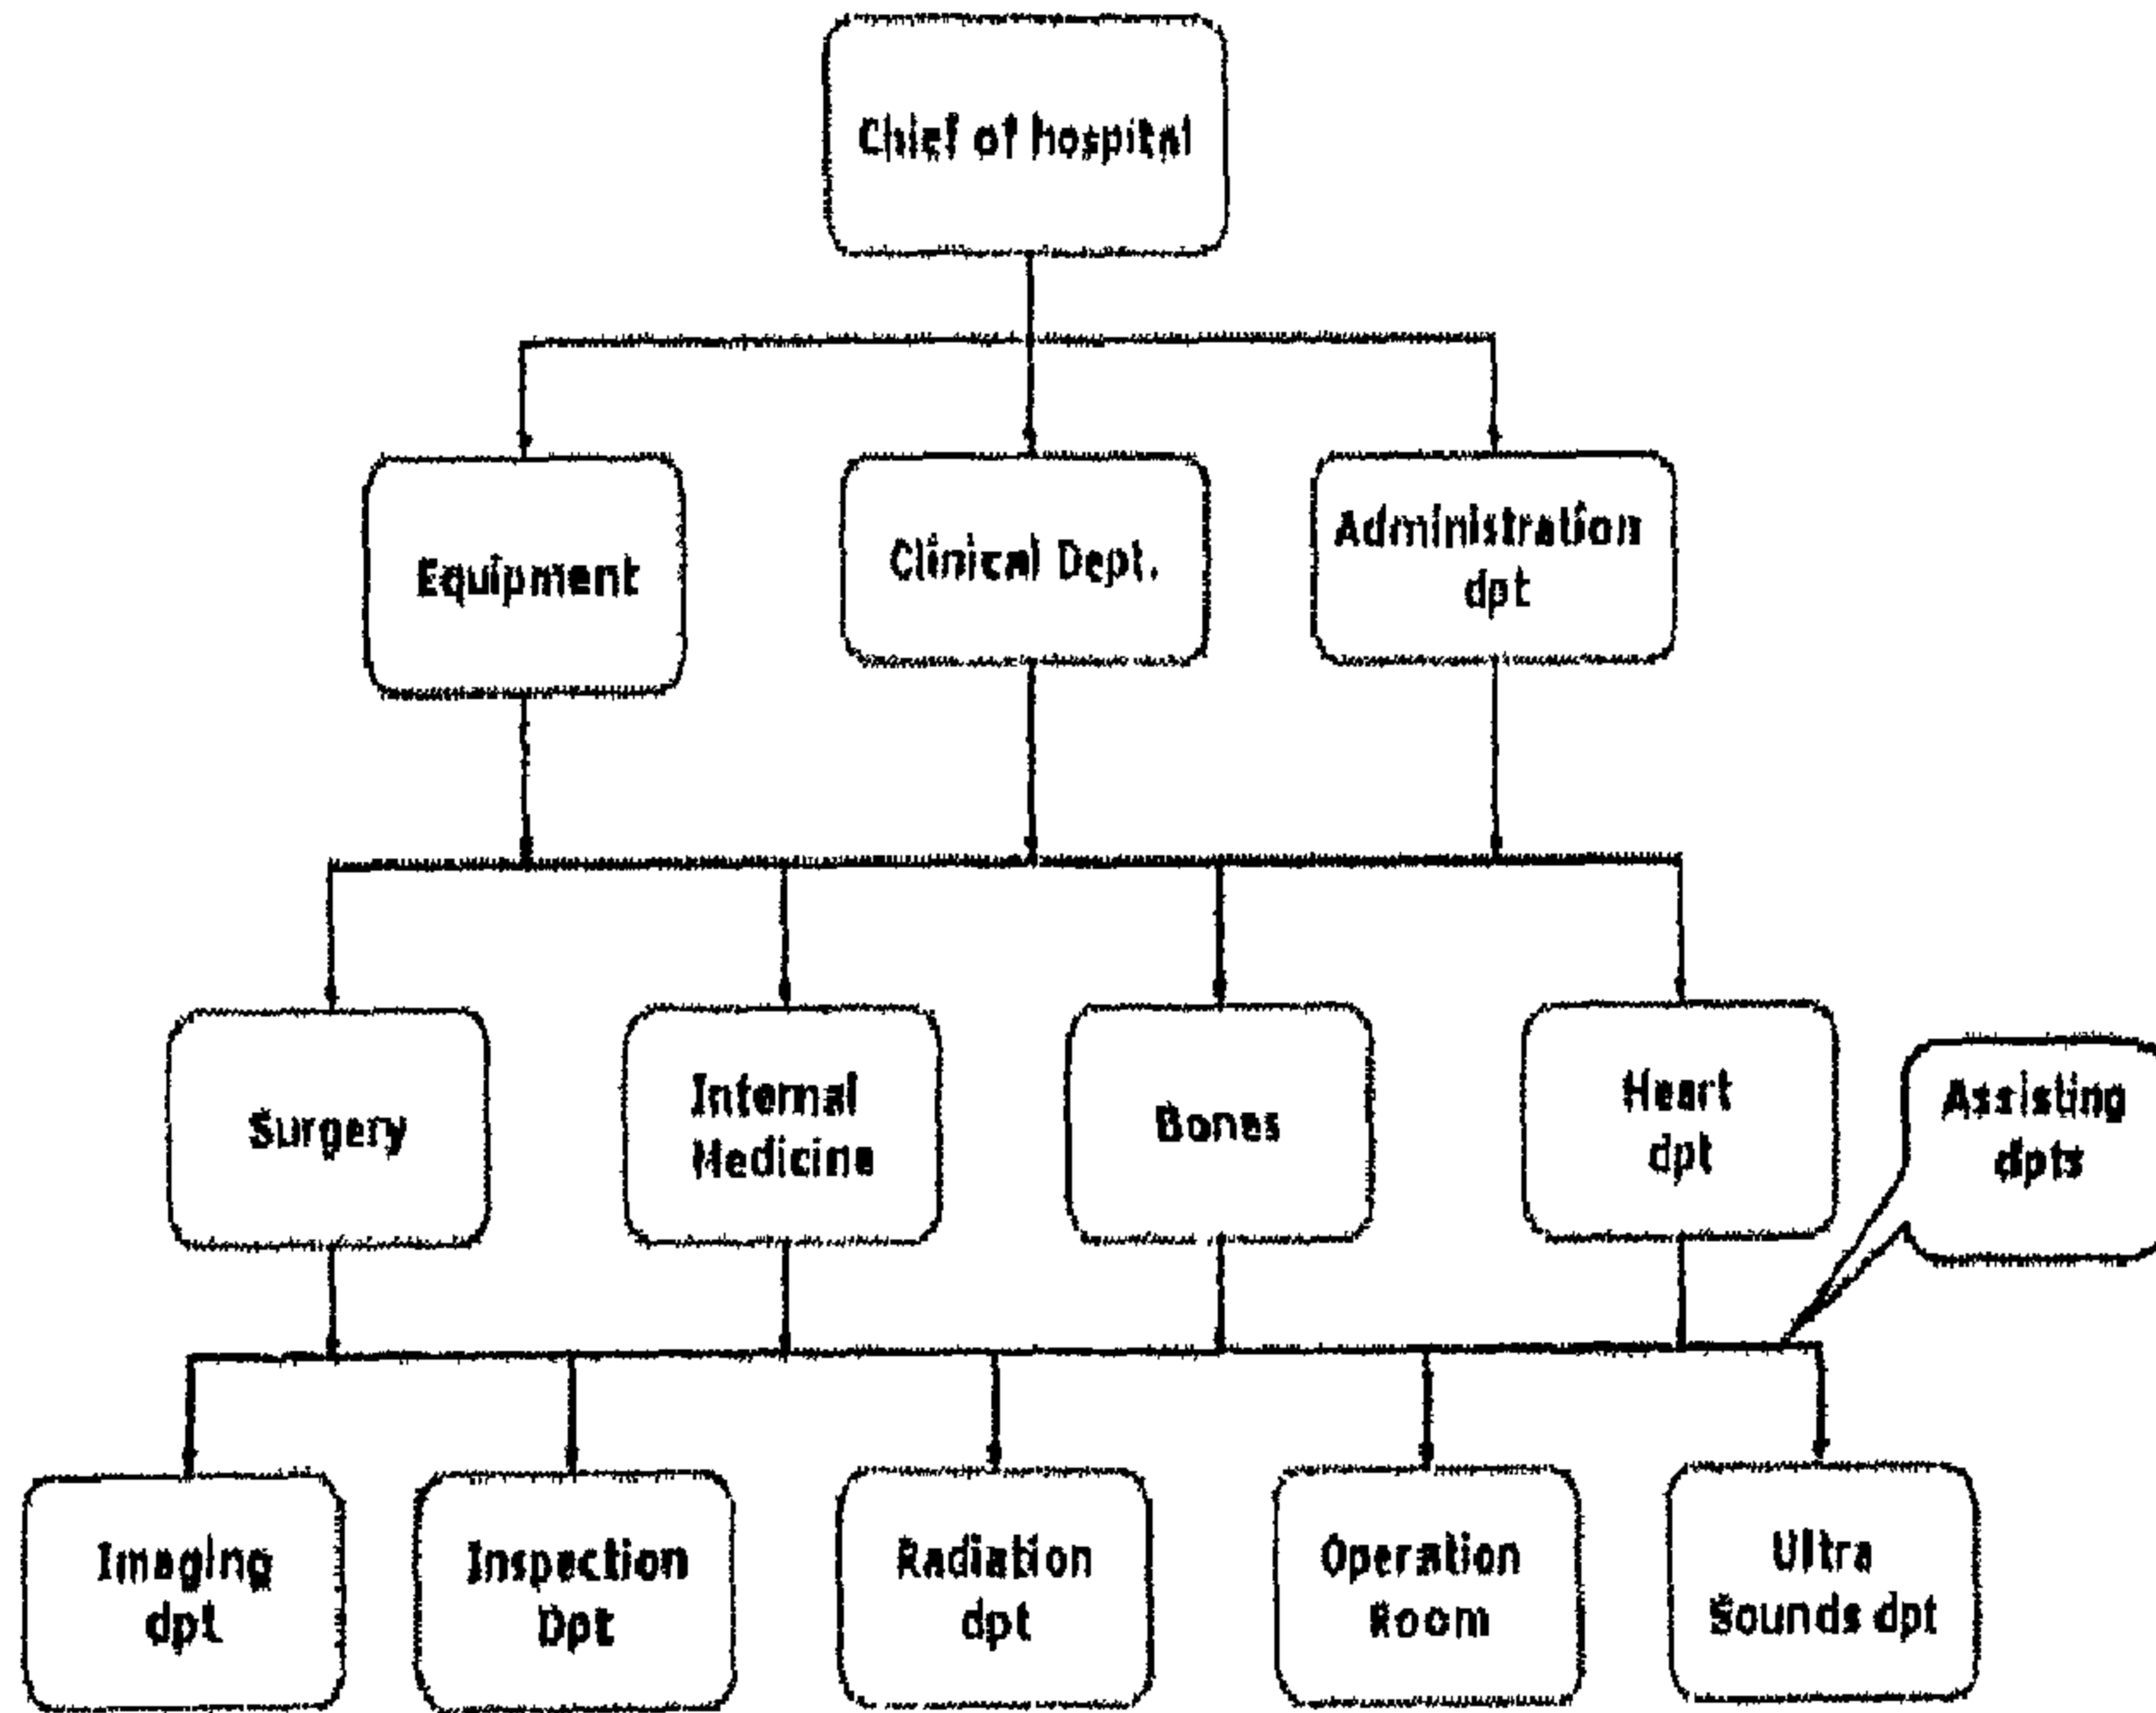 Chief of hospital
Equipment
Clinical Dept.
Administration
dpt
Surgery
Internal
Medicine
Bones
Heart
dpt
Assisting
dpts
Imaging
dpt
Inspection
Dpt
Radiation
dpt
Operation
Room
Ultra
Sounds dpt